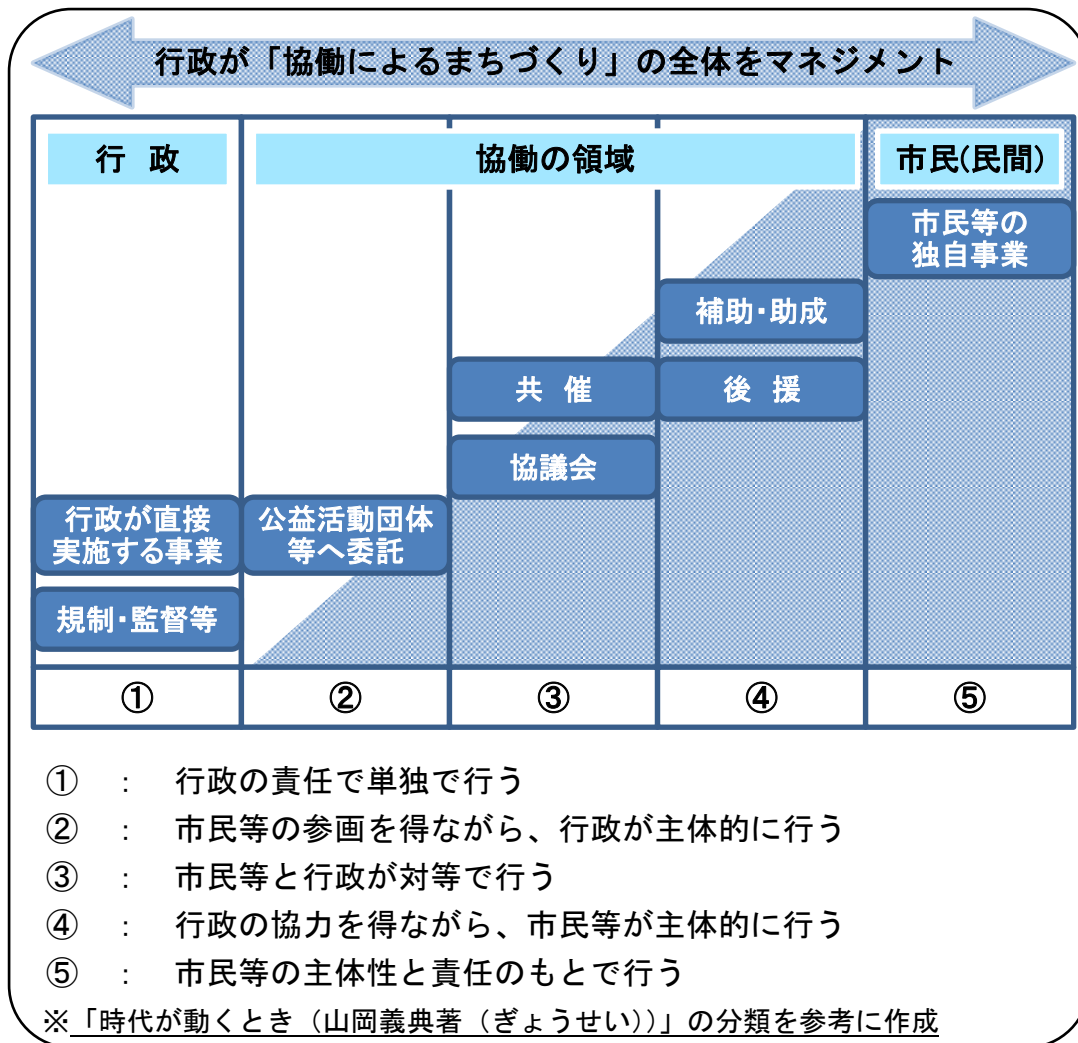 行政が「協働によるまちづくり」の全体をマネジメント
行 政
協働の領域
市民(民間)
市民等の
独自事業
補助・助成
共 催
後 援
協議会
行政が直接
実施する事業
公益活動団体
等へ委託
規制・監督等
①
②
③
④
⑤
① : 行政の責任で単独で行う
② : 市民等の参画を得ながら、行政が主体的に行う
③ : 市民等と行政が対等で行う
④ : 行政の協力を得ながら、市民等が主体的に行う
⑤ : 市民等の主体性と責任のもとで行う
※「時代が動くとき（山岡義典著（ぎょうせい））」の分類を参考に作成